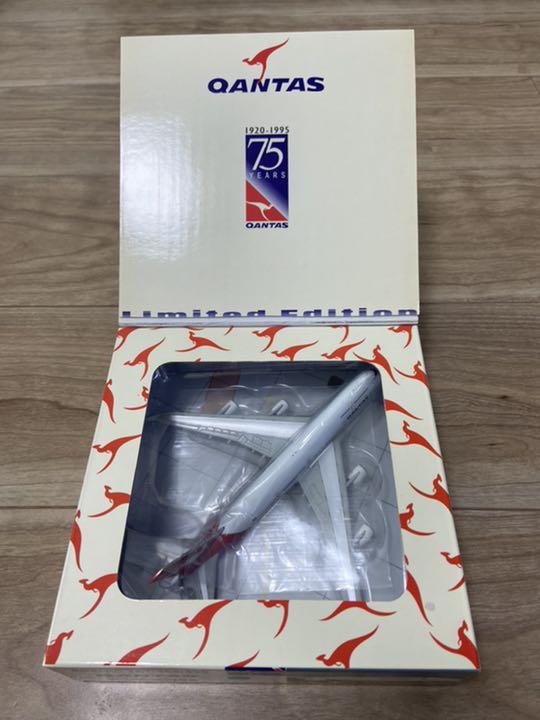 QANTAS
1920-1995
75
YEARS
QANTAS
Limited Edition